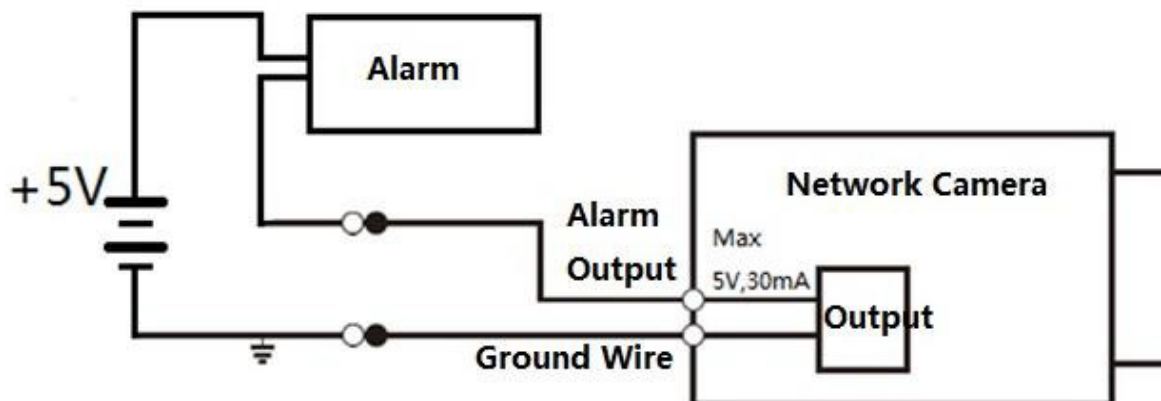 Alarm
+5V
Network Camera
Alarm
Output
Max
5V,30mA
Output
Ground Wire